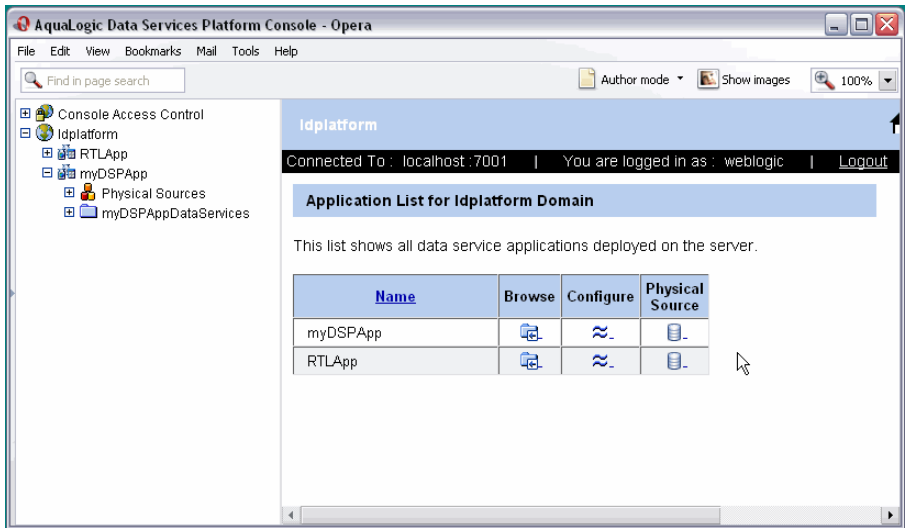 AquaLogic Data Services Platform Console - Opera
File Edit View Bookmarks Mail Tools Help
Find in page search Author mode Show images 100%
Console Access Control
ldplatform
RTLApp
myDSPApp
Physical Sources
myDSPAppDataServices
ldplatform
Connected To : localhost :7001 | You are logged in as : weblogic | Logout
Application List for ldplatform Domain
This list shows all data service applications deployed on the server.
Name Browse Configure Physical Source
myDSPApp
RTLApp